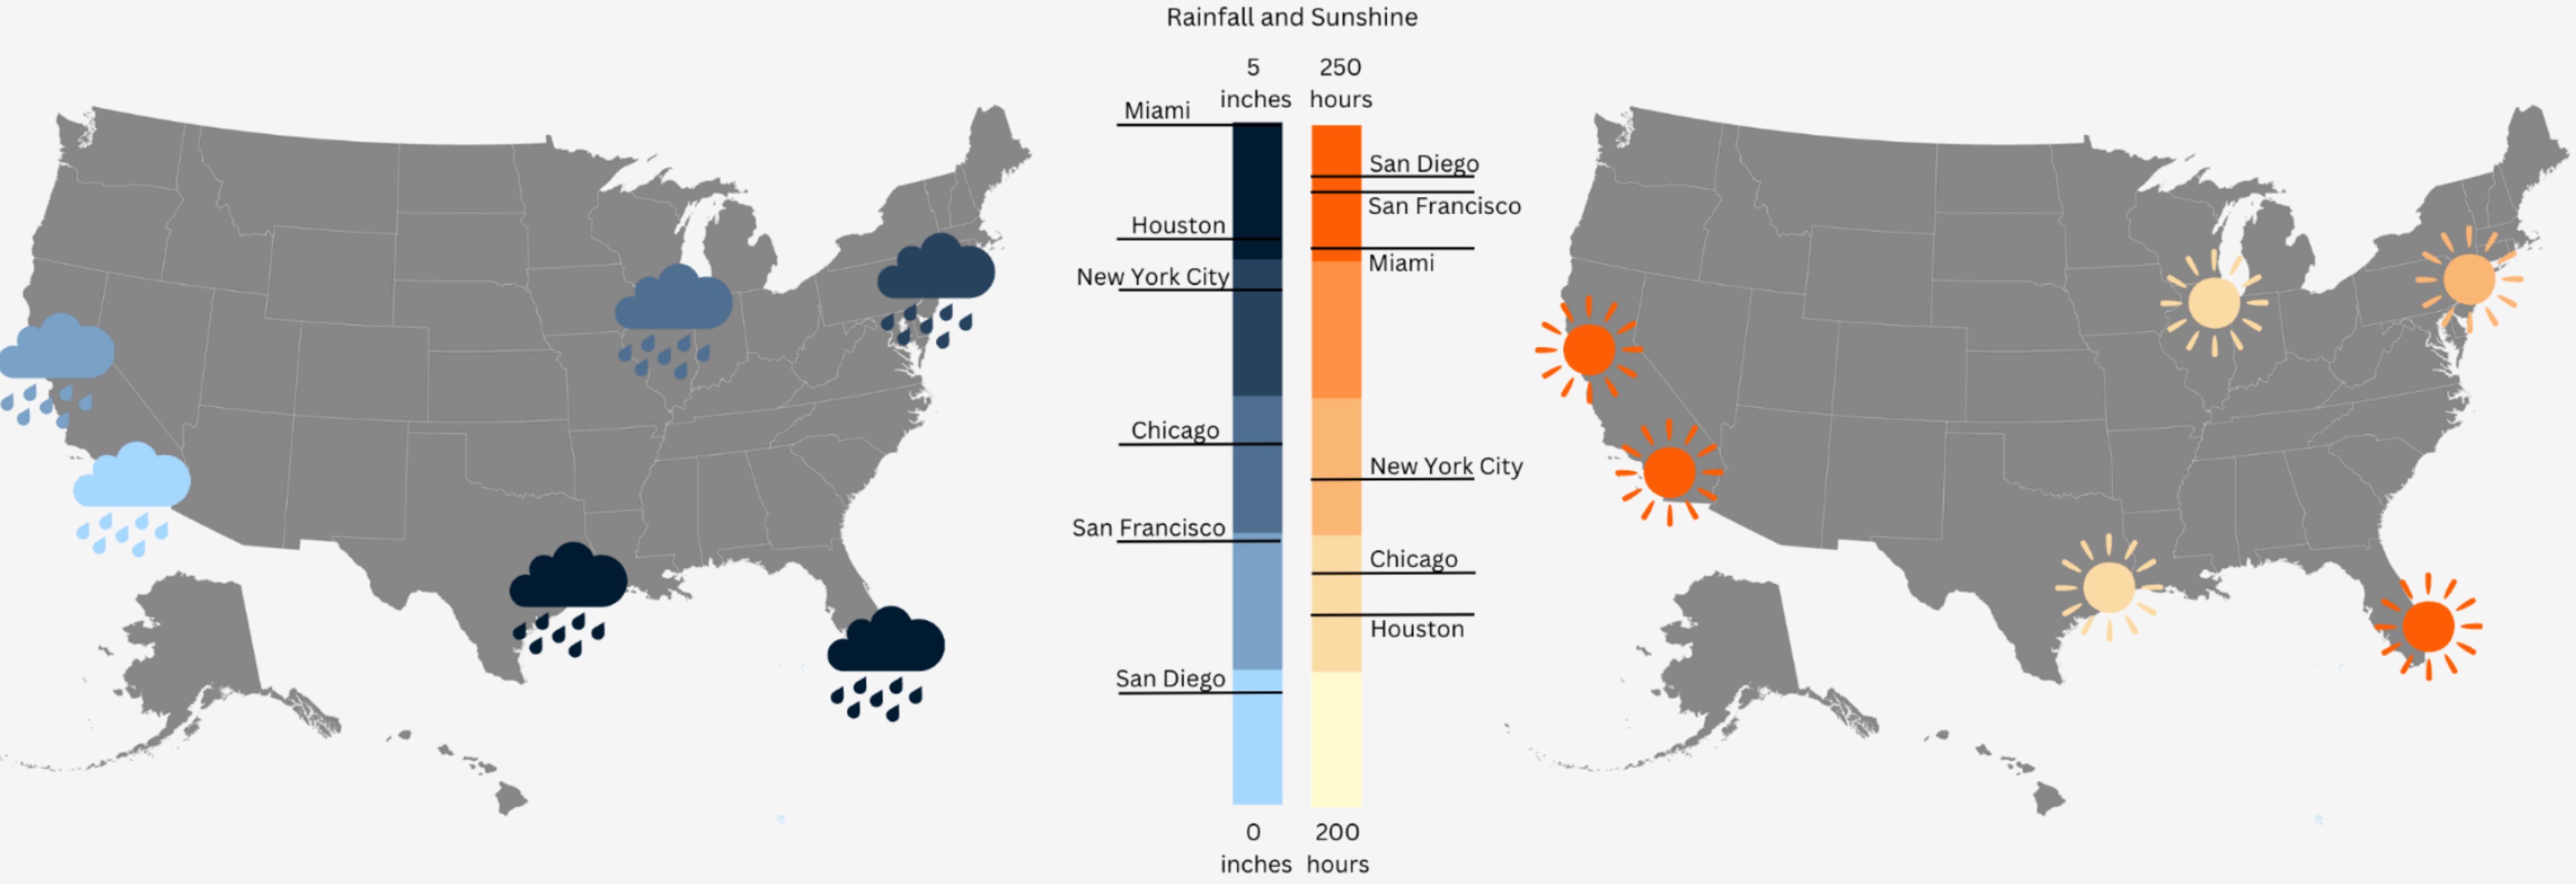 Rainfall and Sunshine
5
inches
250
hours
Miami
Houston
New York City
Chicago
San Francisco
San Diego
San Diego
San Francisco
Miami
New York City
Chicago
Houston
0
inches
200
hours